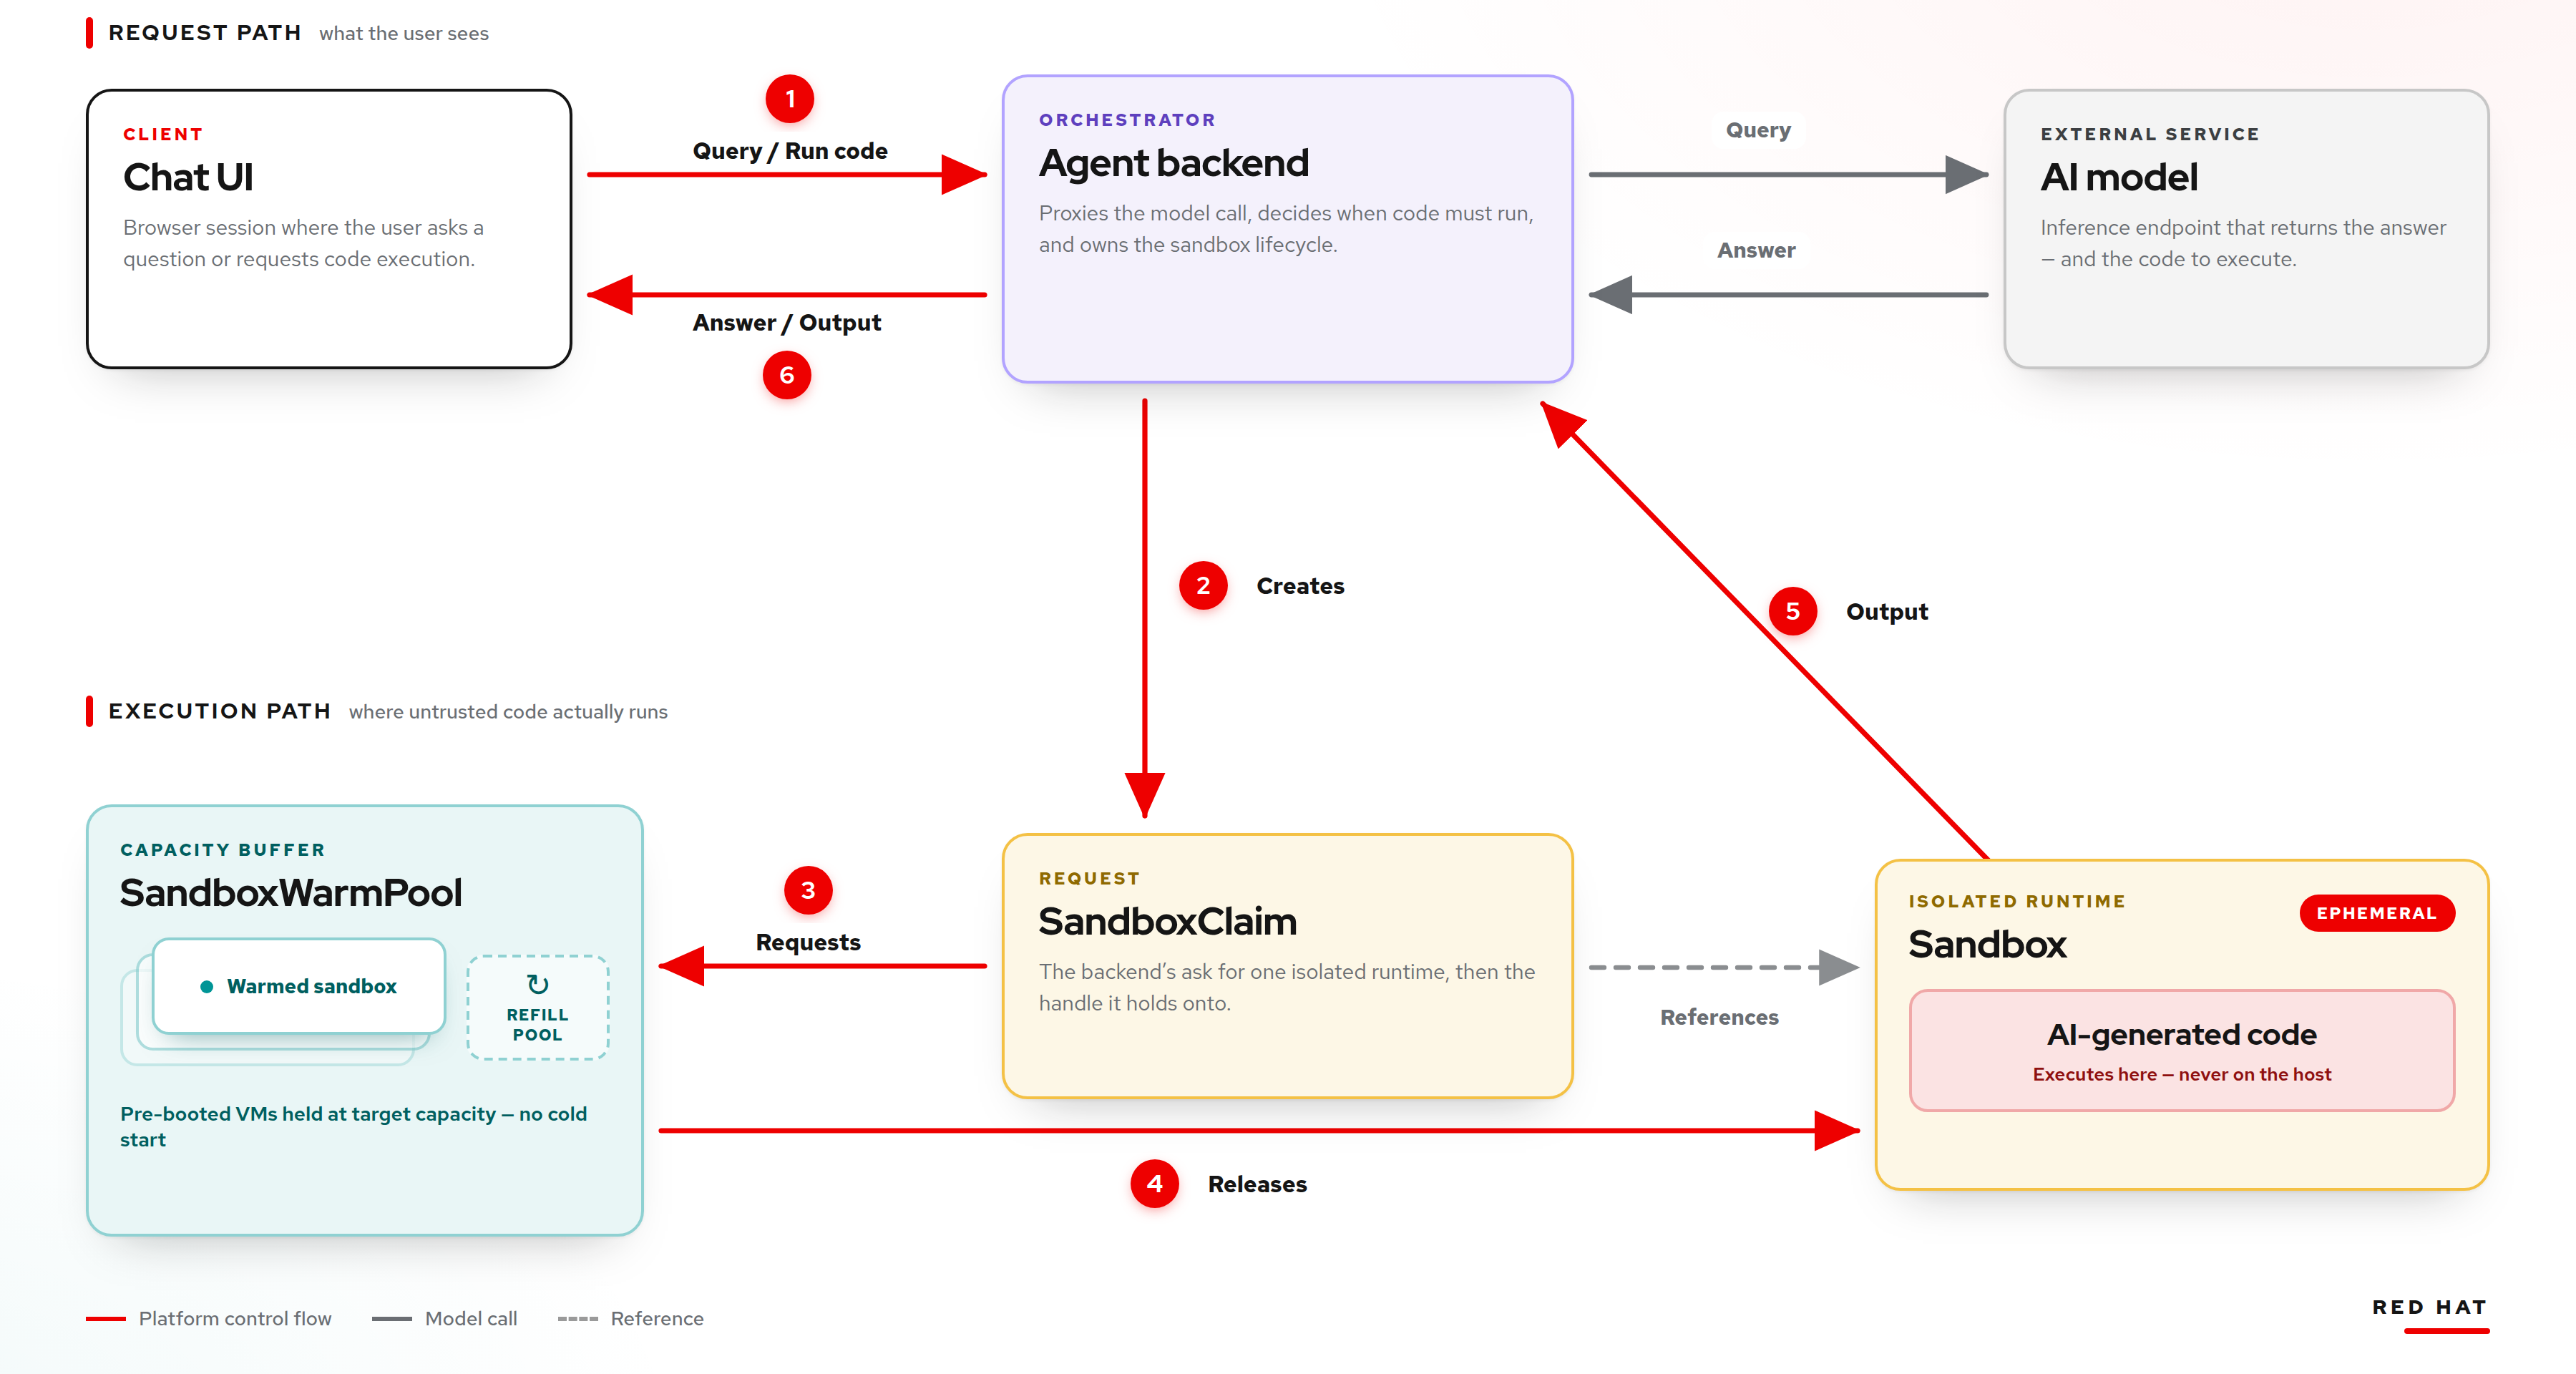 REQUEST PATH what the user sees
CLIENT
Chat UI
Browser session where the user asks a
question or requests code execution.
1
Query / Run code
Answer / Output
6
ORCHESTRATOR
Agent backend
Proxies the model call, decides when code must run,
and owns the sandbox lifecycle.
Query
Answer
EXTERNAL SERVICE
AI model
Inference endpoint that returns the answer
– and the code to execute.
2 Creates
5 Output
EXECUTION PATH where untrusted code actually runs
CAPACITY BUFFER
SandboxWarmPool
Warmed sandbox
↻
REFILL
POOL
Pre-booted VMs held at target capacity – no cold
start
3
Requests
REQUEST
SandboxClaim
The backend’s ask for one isolated runtime, then the
handle it holds onto.
References
ISOLATED RUNTIME
EPHEMERAL
Sandbox
AI-generated code
Executes here – never on the host
4 Releases
Platform control flow
Model call
Reference
RED HAT